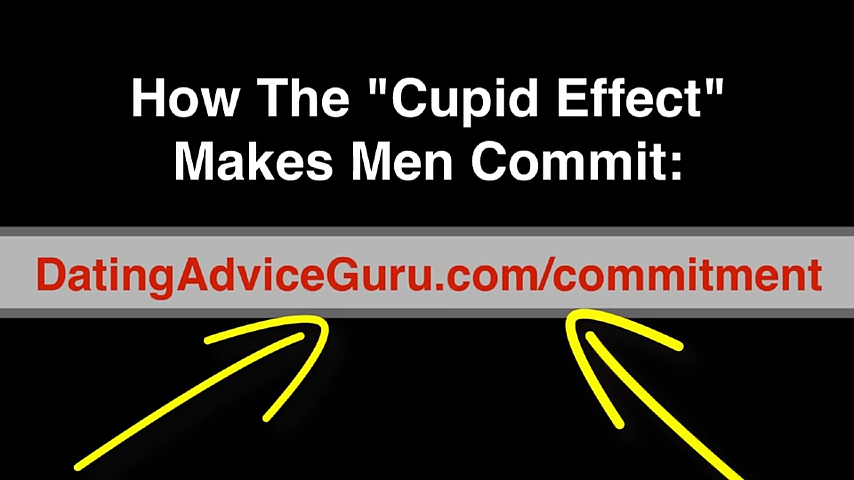 How The "Cupid Effect"
Makes Men Commit:
DatingAdviceGuru.com/commitment